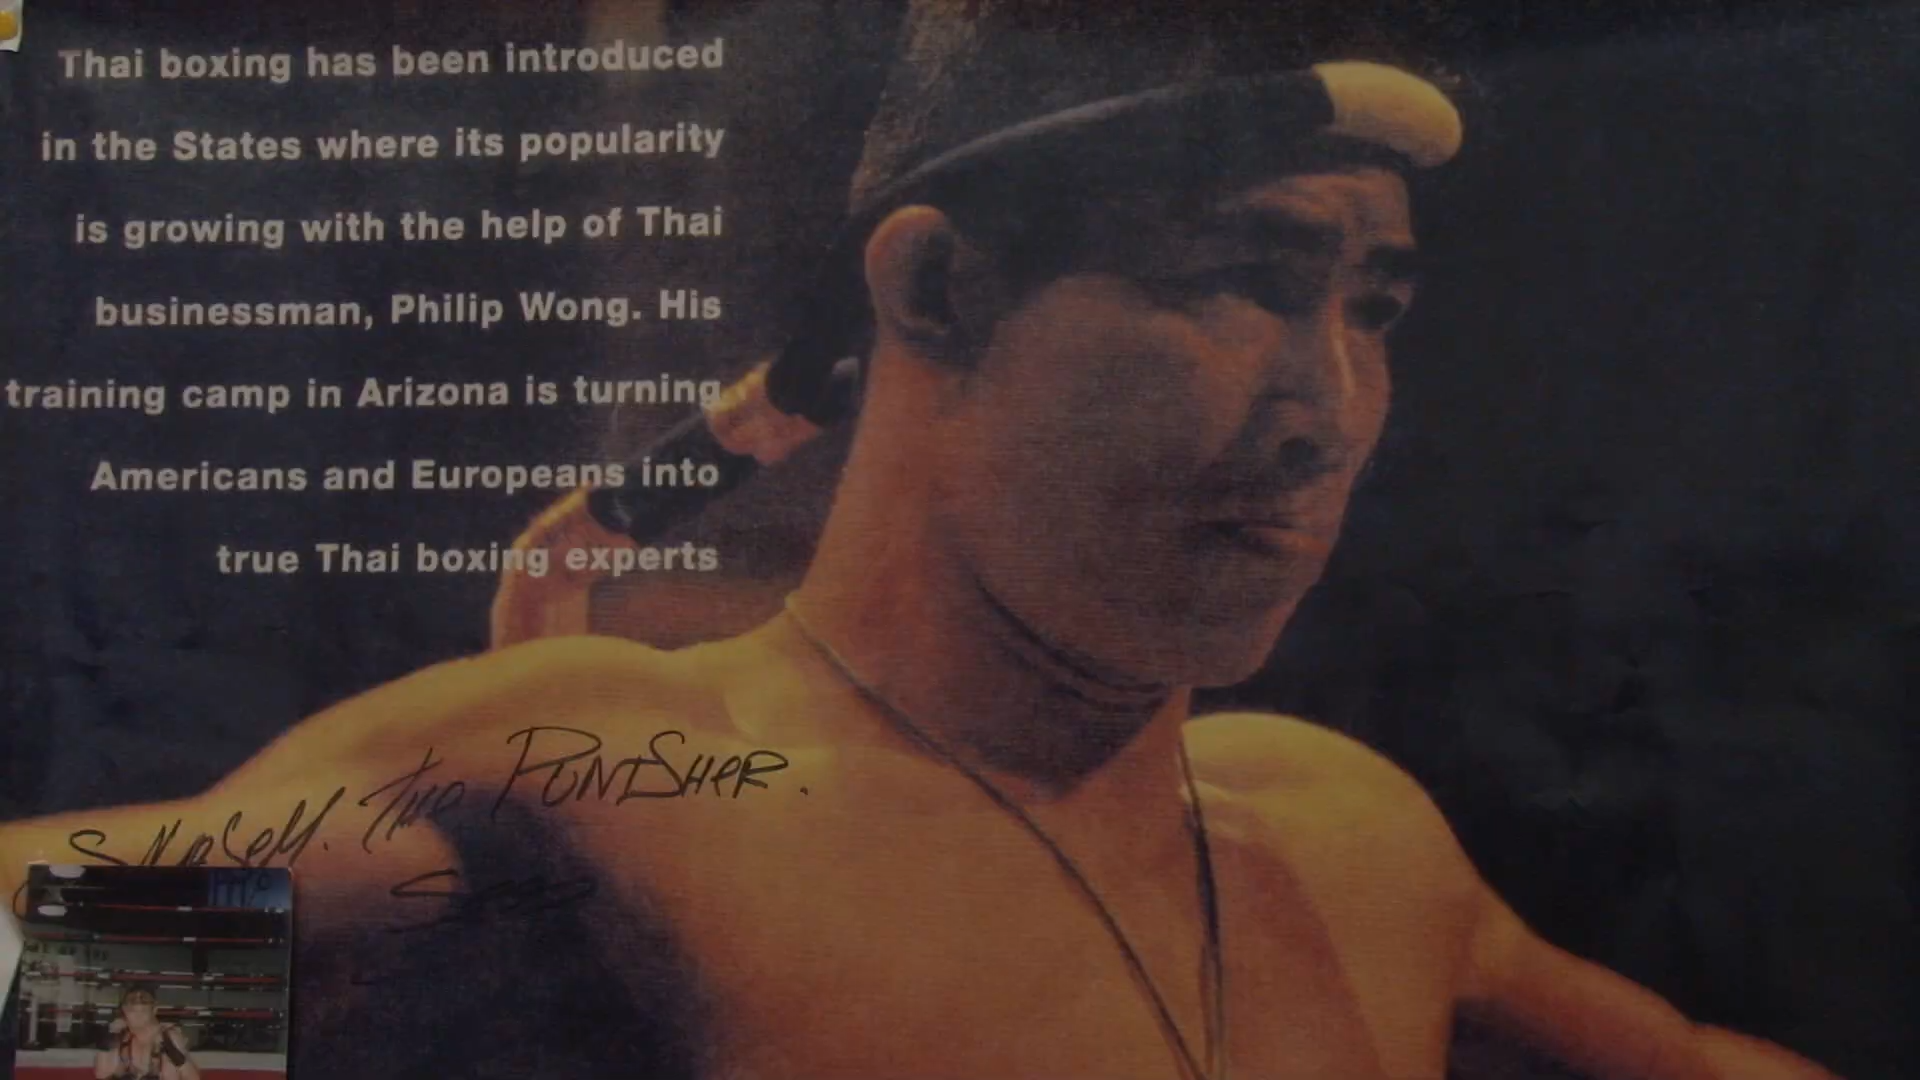 Thai boxing has been introduced
in the States where its popularity
is growing with the help of Thai
businessman, Philip Wong. His
training camp in Arizona is turning
Americans and Europeans into
true Thai boxing experts
THE PUNISHER.